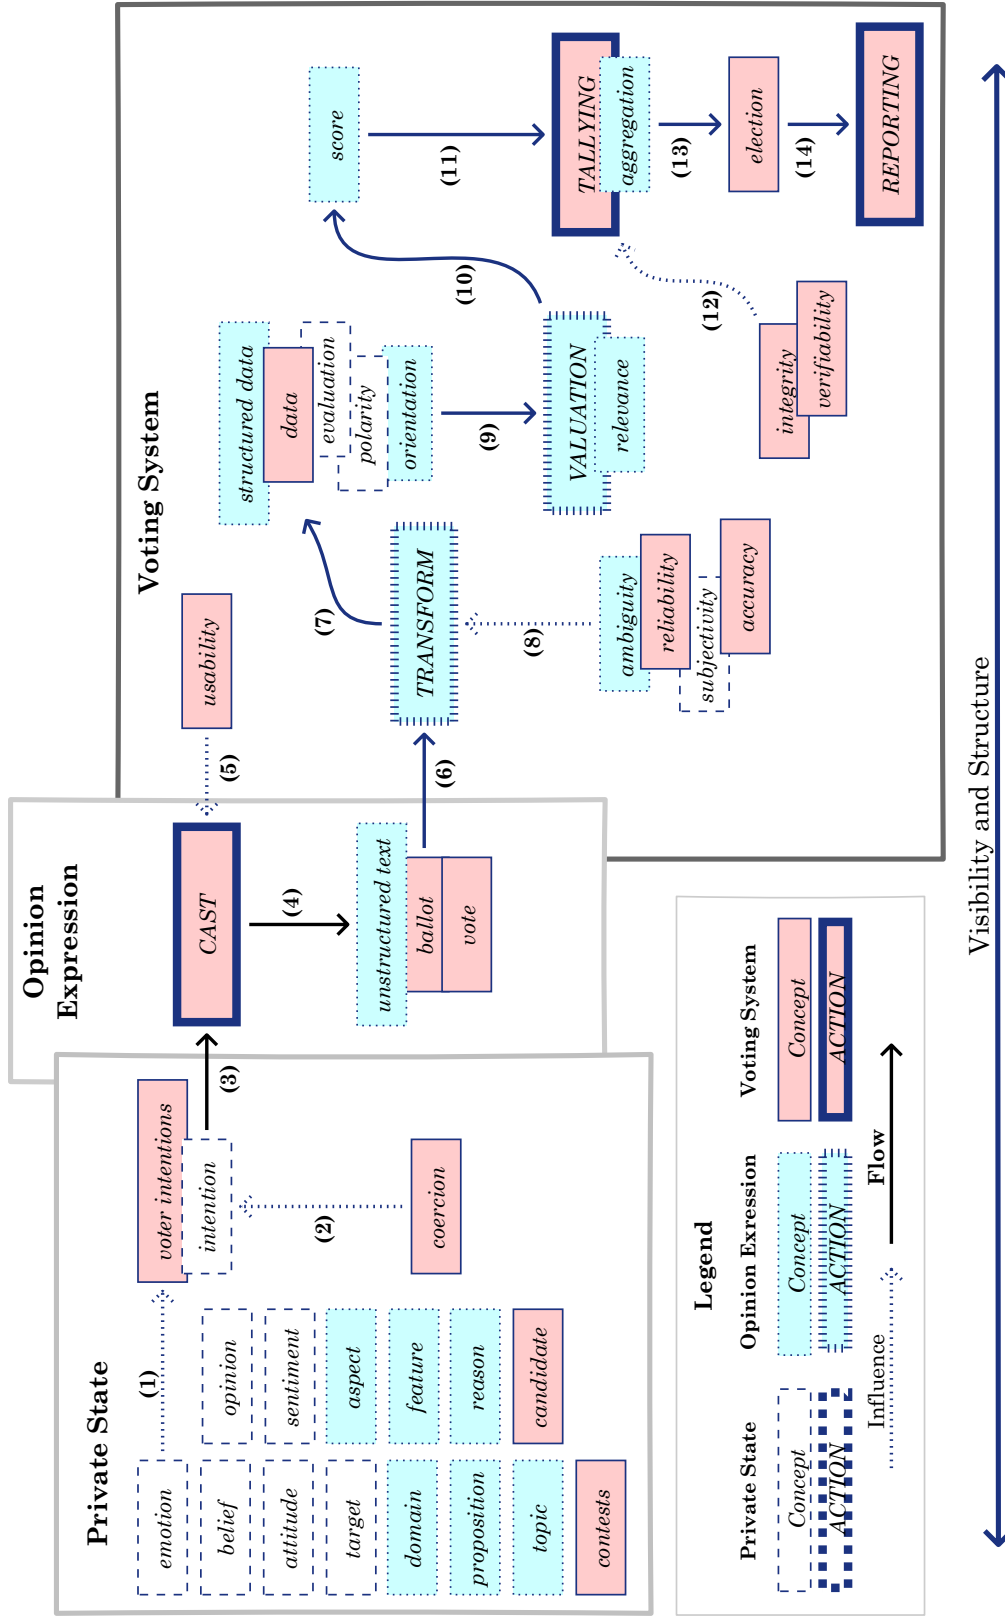 Private State
emotion
belief
attitude
target
domain
proposition
topic
contests
opinion
sentiment
aspect
feature
reason
candidate
(1)
voter intentions
intention
(2)
coercion
(3)
Opinion
Expression
CAST
(4)
unstructured text
ballot
vote
(5)
usability
(6)
Voting System
TRANSFORM
(7)
(8)
ambiguity
reliability
subjectivity
accuracy
structured data
data
evaluation
polarity
orientation
(9)
VALUATION
relevance
(10)
score
(11)
TALLYING
aggregation
(12)
integrity
verifiability
(13)
election
(14)
REPORTING
Legend
Private State
Opinion Exression
Voting System
Concept
Concept
Concept
ACTION
ACTION
ACTION
Influence
Flow
Visibility and Structure